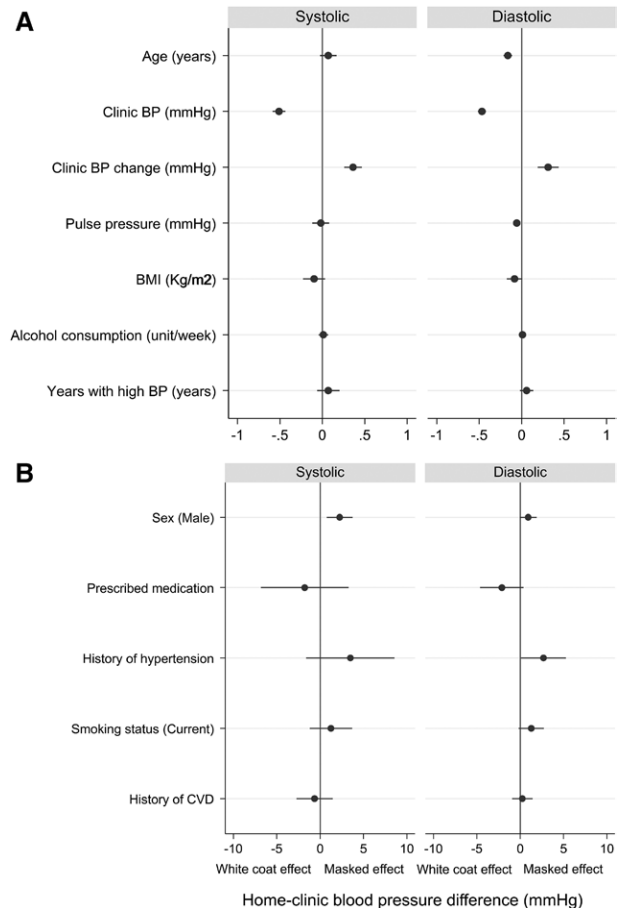 A
Systolic
Diastolic
Age (years)
Clinic BP (mmHg)
Clinic BP change (mmHg)
Pulse pressure (mmHg)
BMI (Kg/m2)
Alcohol consumption (unit/week)
Years with high BP (years)
-1 -.5 0 .5 1 -1 -.5 0 .5 1
B
Systolic
Diastolic
Sex (Male)
Prescribed medication
History of hypertension
Smoking status (Current)
History of CVD
-10 -5 0 5 10 -10 -5 0 5 10
White coat effect Masked effect White coat effect Masked effect
Home-clinic blood pressure difference (mmHg)